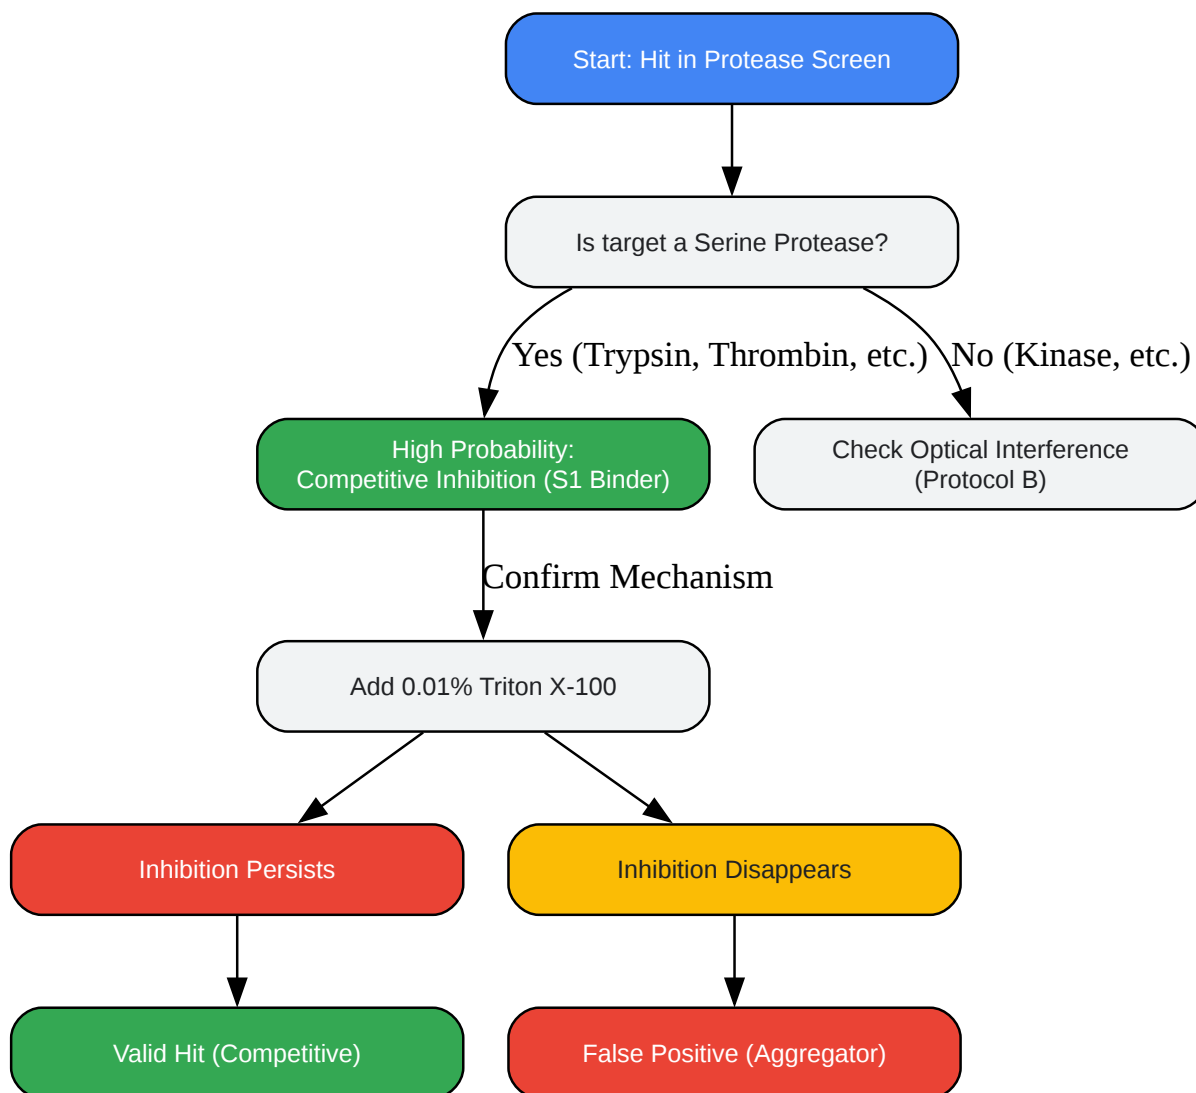 Start: Hit in Protease Screen
Is target a Serine Protease?
Yes (Trypsin, Thrombin, etc.)
No (Kinase, etc.)
High Probability:
Competitive Inhibition (S1 Binder)
Check Optical Interference
(Protocol B)
Confirm Mechanism
Add 0.01% Triton X-100
Inhibition Persists
Inhibition Disappears
Valid Hit (Competitive)
False Positive (Aggregator)